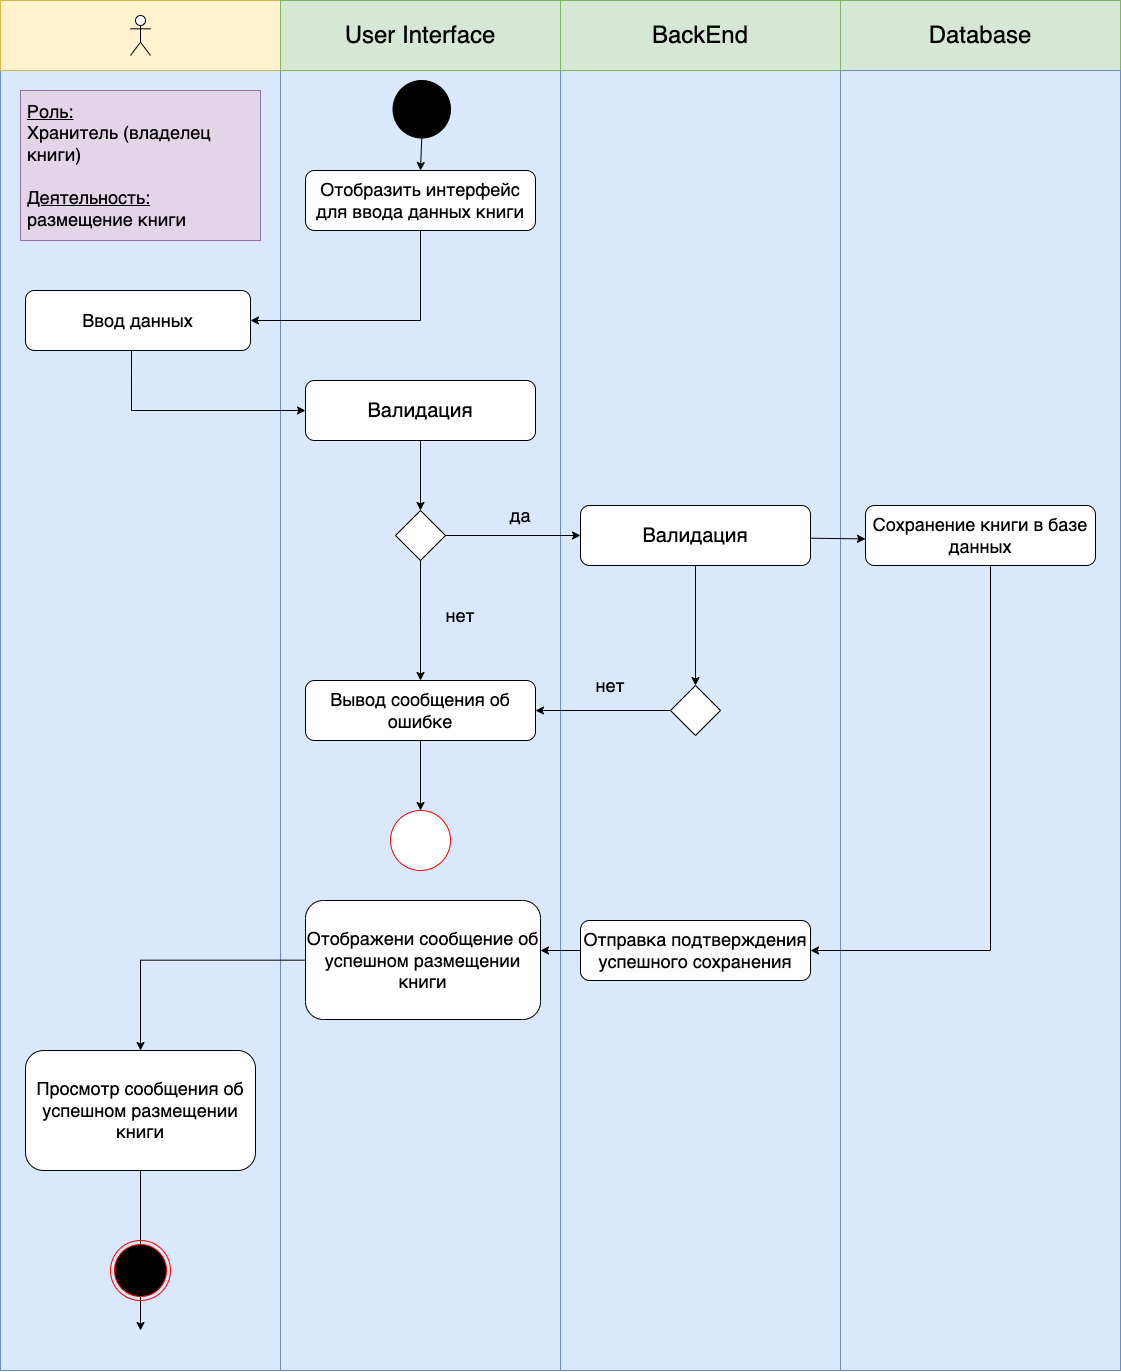 User Interface
BackEnd
Database
Роль:
Хранитель (владелец
книги)
Деятельность:
размещение книги
Отобразить интерфейс
для ввода данных книги
Ввод данных
Валидация
да
Валидация
Сохранение книги в базе
данных
нет
нет
Вывод сообщения об
ошибке
Отображени сообщение об
успешном размещении
книги
Отправка подтверждения
успешного сохранения
Просмотр сообщения об
успешном размещении
книги